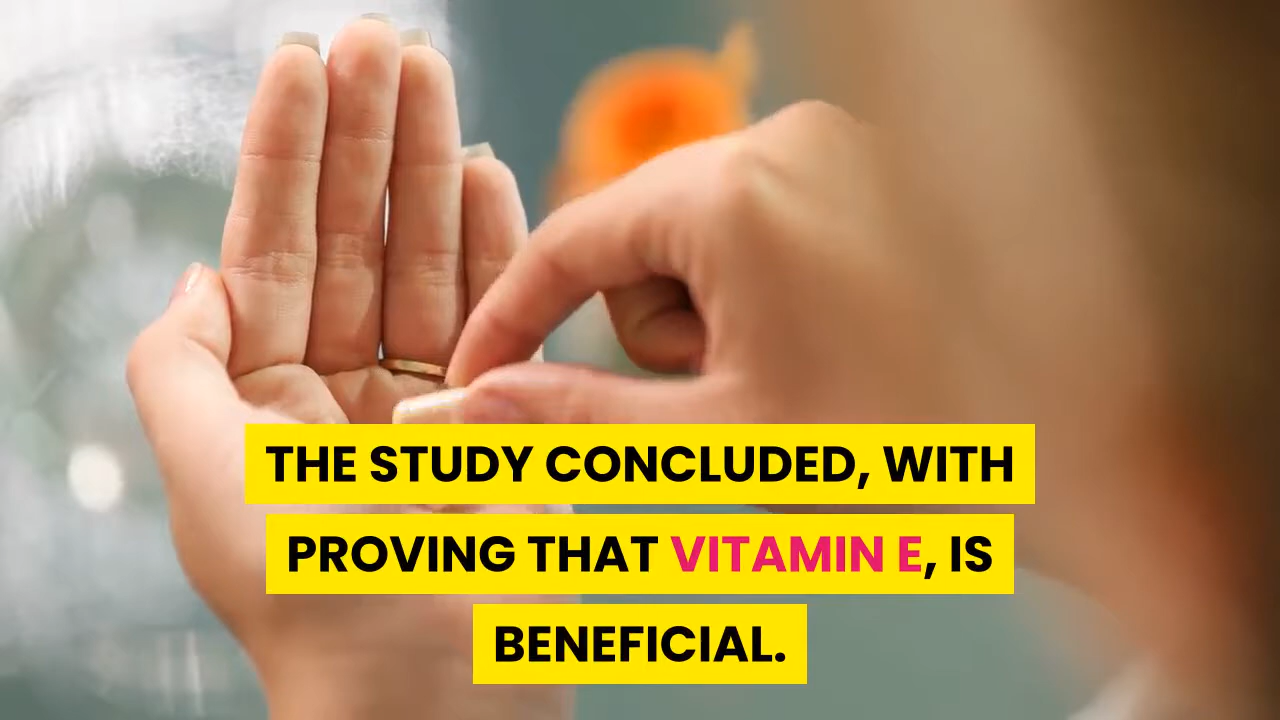 THE STUDY CONCLUDED, WITH
PROVING THAT VITAMIN E, IS
BENEFICIAL.